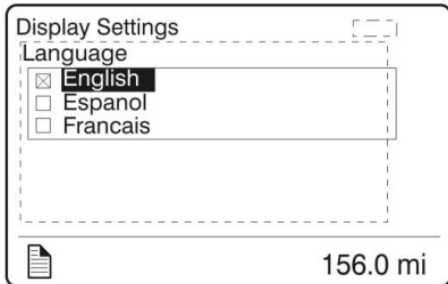 Display Settings
Language
English
Espanol
Francais
156.0 mi